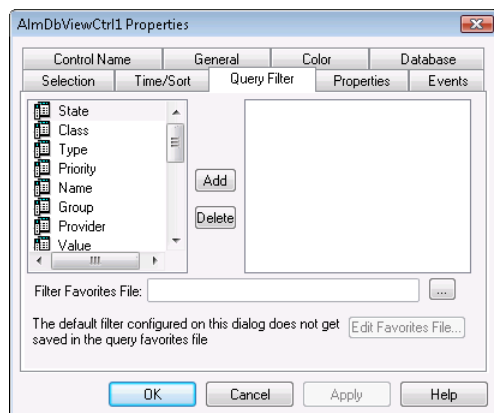 AlmDbViewCtrl1 Properties
Control Name General Color Database
Selection Time/Sort Query Filter Properties Events
State
Class
Type
Priority
Name
Group
Provider
Value
Add
Delete
Filter Favorites File:
...
The default filter configured on this dialog does not get
saved in the query favorites file
Edit Favorites File...
OK Cancel Apply Help